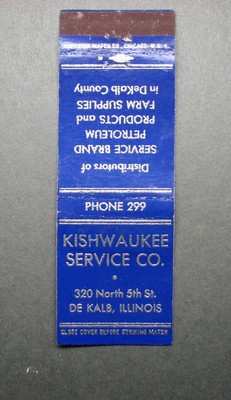 Distributors of
SERVICE BRAND
PETROLEUM
PRODUCTS and
FARM SUPPLIES
in DeKalb County
PHONE 299
KISHWAUKEE
SERVICE CO.
320 North 5th St.
DE KALB, ILLINOIS
CLOSE COVER BEFORE STRIKING MATCH